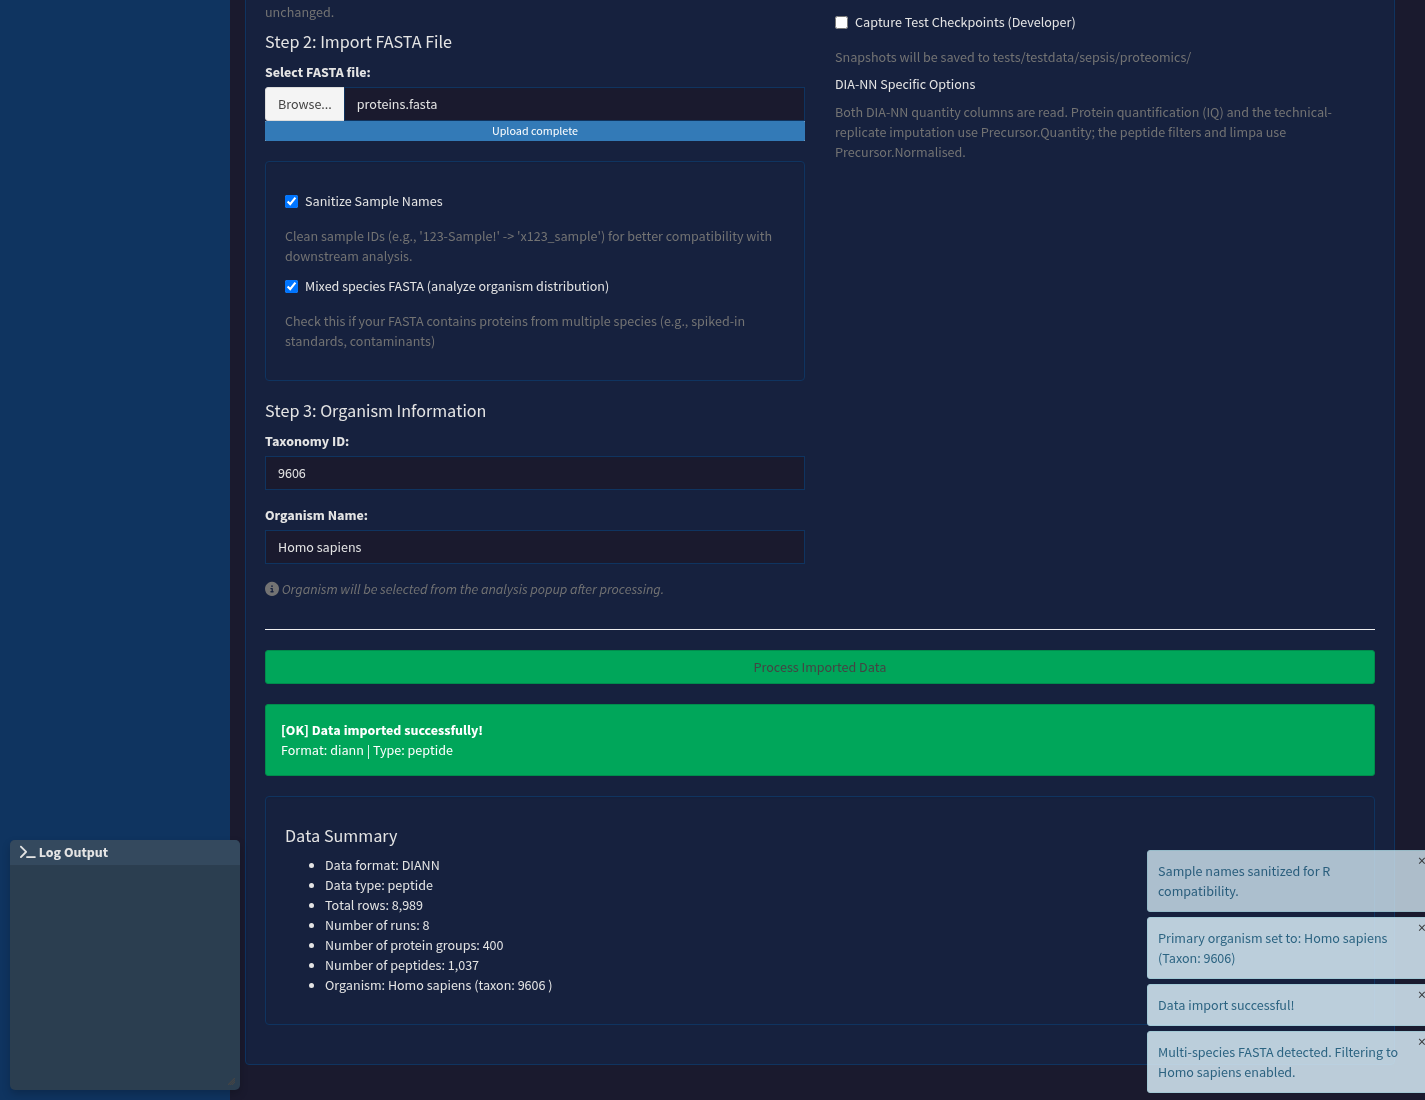 unchanged.
Step 2: Import FASTA File
Select FASTA file:
Browse...
proteins.fasta
Upload complete
Sanitize Sample Names
Clean sample IDs (e.g., '123-Sample!' -> 'x123_sample') for better compatibility with
downstream analysis.
Mixed species FASTA (analyze organism distribution)
Check this if your FASTA contains proteins from multiple species (e.g., spiked-in
standards, contaminants)
Step 3: Organism Information
Taxonomy ID:
9606
Organism Name:
Homo sapiens
Organism will be selected from the analysis popup after processing.
Capture Test Checkpoints (Developer)
Snapshots will be saved to tests/testdata/sepsis/proteomics/
DIA-NN Specific Options
Both DIA-NN quantity columns are read. Protein quantification (IQ) and the technical-
replicate imputation use Precursor.Quantity; the peptide filters and limpa use
Precursor.Normalised.
Process Imported Data
[OK] Data imported successfully!
Format: diann | Type: peptide
Data Summary
Data format: DIANN
Data type: peptide
Total rows: 8,989
Number of runs: 8
Number of protein groups: 400
Number of peptides: 1,037
Organism: Homo sapiens (taxon: 9606 )
Log Output
Sample names sanitized for R
compatibility.
Primary organism set to: Homo sapiens
(Taxon: 9606)
Data import successful!
Multi-species FASTA detected. Filtering to
Homo sapiens enabled.